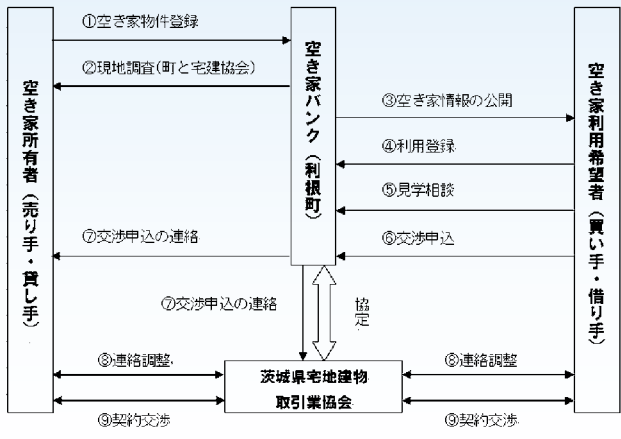 ①空き家物件登録
②現地調査(町と宅建協会)
③空き家情報の公開
④利用登録
⑤見学相談
⑥交渉申込
⑦交渉申込の連絡
⑦交渉申込の連絡
協定
⑧連絡調整
⑧連絡調整
⑨契約交渉
⑨契約交渉
空き家所有者(売り手・貸し手)
空き家バンク(利根町)
空き家利用希望者(買い手・借り手)
茨城県宅地建物
取引業協会